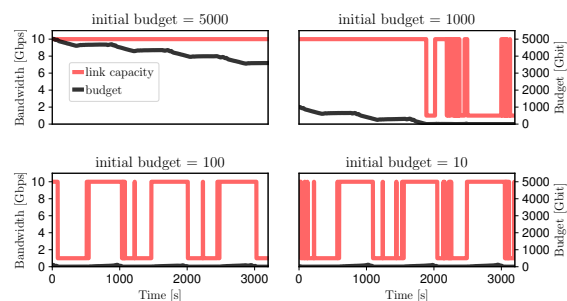 initial budget = 5000
initial budget = 1000
Bandwidth [Gbps]
10
8
6
4
2
0
link capacity
budget
5000
4000
3000
2000
1000
0
Budget [Gbit]
initial budget = 100
initial budget = 10
Bandwidth [Gbps]
10
8
6
4
2
0
5000
4000
3000
2000
1000
0
Budget [Gbit]
0 1000 2000 3000
0 1000 2000 3000
Time [s]
Time [s]